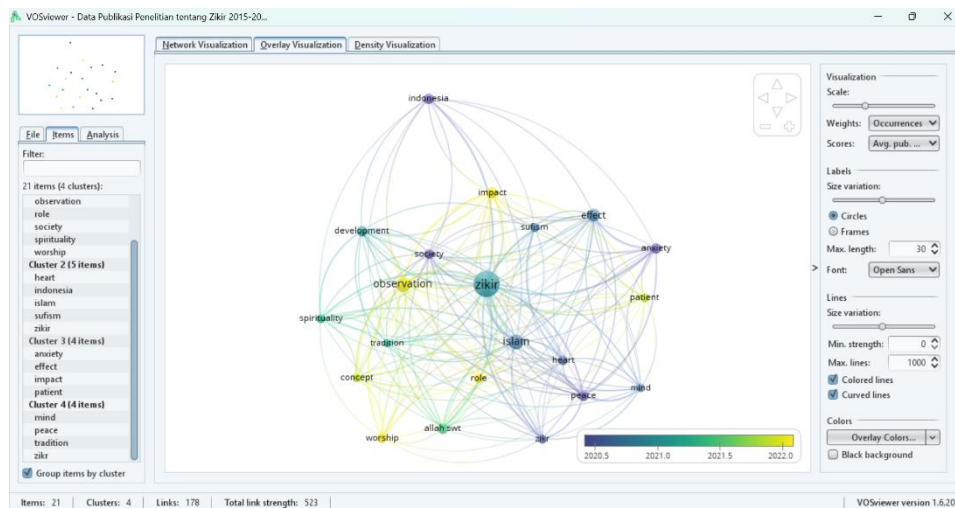 VOSviewer - Data Publikasi Penelitian tentang Zikir 2015-20...
Network Visualization Overlay Visualization Density Visualization
File Items Analysis
Filter:
21 items (4 clusters):
observation
role
society
spirituality
worship
Cluster 2 (5 items)
heart
indonesia
islam
sufism
zikir
Cluster 3 (4 items)
anxiety
effect
impact
patient
Cluster 4 (4 items)
mind
peace
tradition
zikr
Group items by cluster
indonesia
impact
effect
sufism
development
society
anxiety
observation
zikir
patient
spirituality
tradition
islam
heart
concept
role
mind
peace
allah swt
worship
zikr
2020.5 2021.0 2021.5 2022.0
Visualization
Scale:
Weights: Occurrences
Scores: Avg. pub. ...
Labels
Size variation:
Circles
Frames
Max. length: 30
Font: Open Sans
Lines
Size variation:
Min. strength: 0
Max. lines: 1000
Colored lines
Curved lines
Colors
Overlay Colors...
Black background
Items: 21 Clusters: 4 Links: 178 Total link strength: 523 VOSviewer version 1.6.20